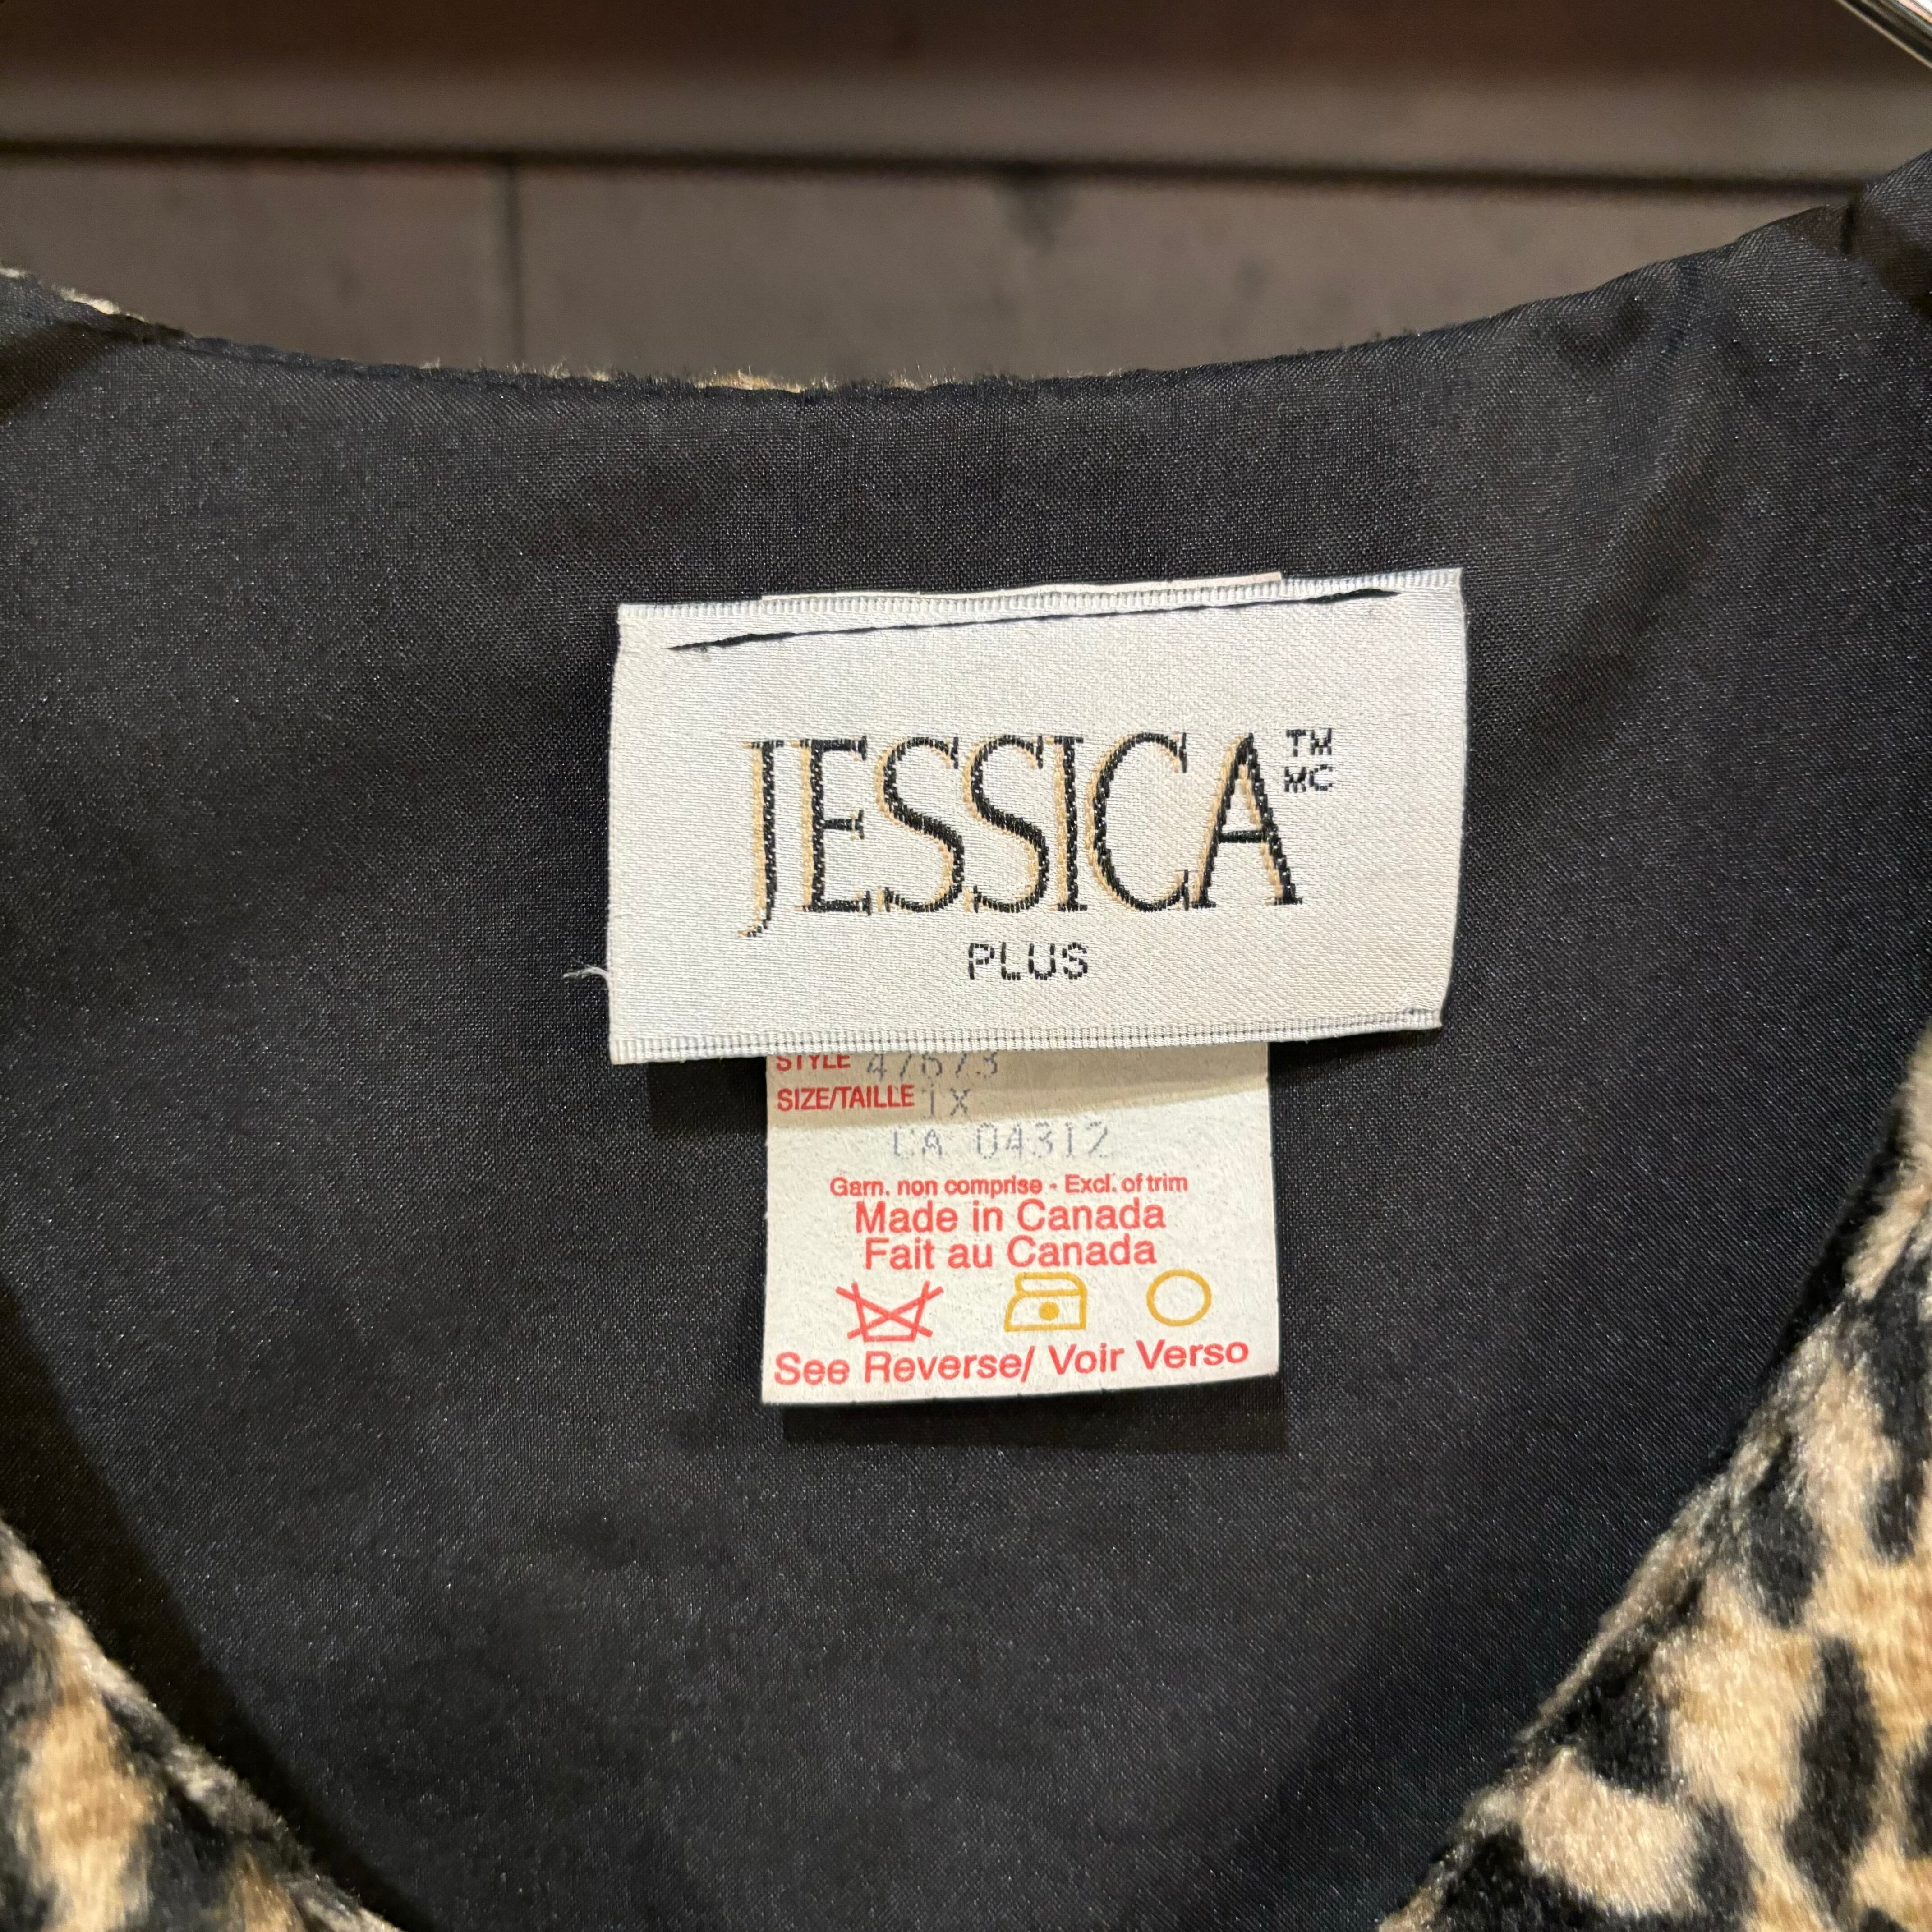 JESSICA TM MC
PLUS
STYLE 47673
SIZE/TAILLE 1X
CA 04312
Garn. non comprise - Excl. of trim
Made in Canada
Fait au Canada
See Reverse/ Voir Verso